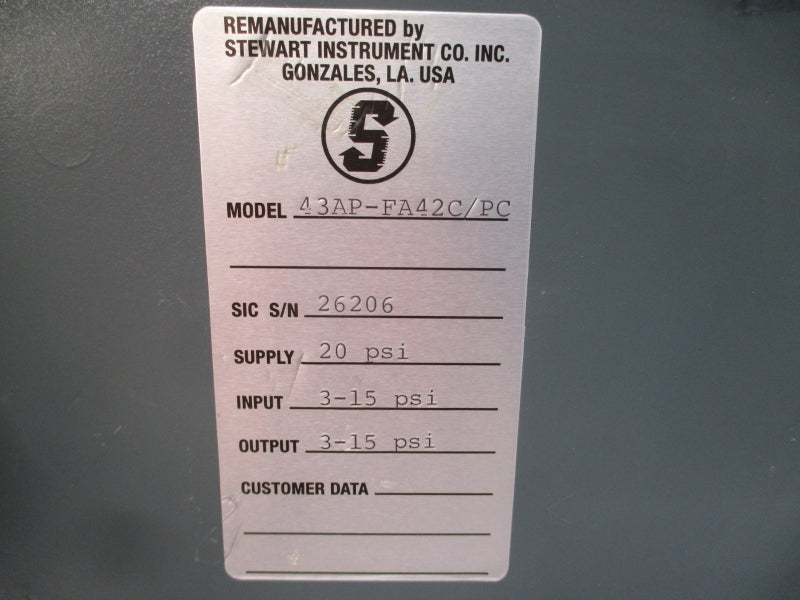 REMANUFACTURED by
STEWART INSTRUMENT CO. INC.
GONZALES, LA. USA
S
MODEL 43AP-FA42C/PC
SIC S/N 26206
SUPPLY 20 psi
INPUT 3-15 psi
OUTPUT 3-15 psi
CUSTOMER DATA